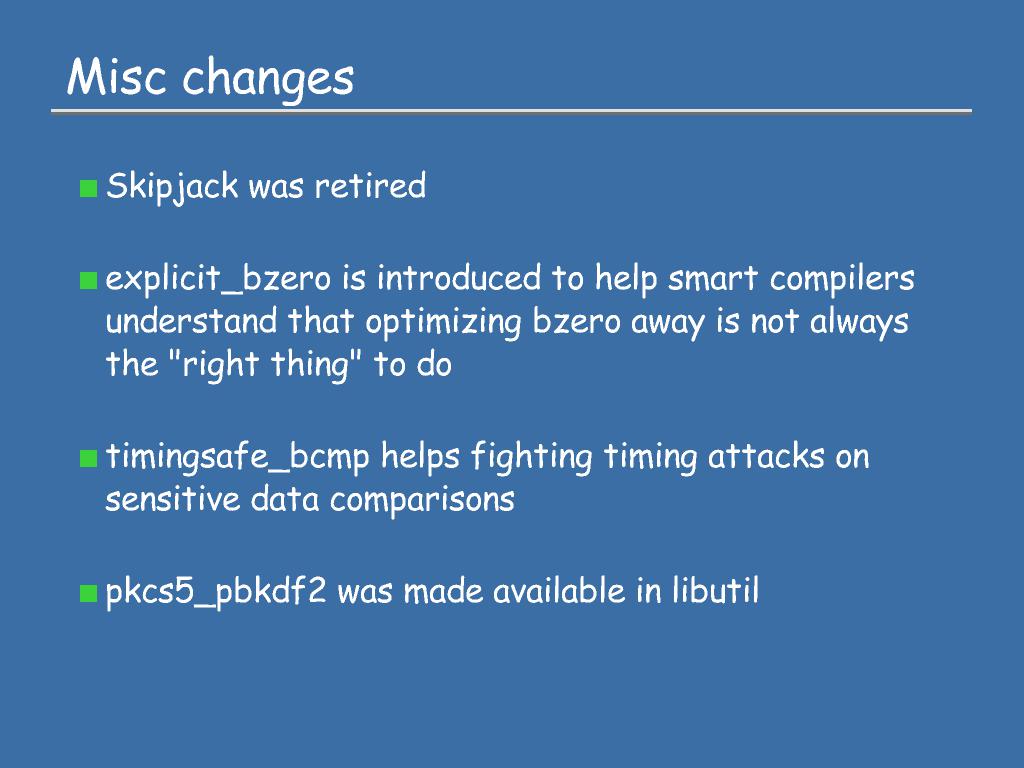 Misc changes
Skipjack was retired
explicit_bzero is introduced to help smart compilers
understand that optimizing bzero away is not always
the "right thing" to do
timingsafe_bcmp helps fighting timing attacks on
sensitive data comparisons
pkcs5_pbkdf2 was made available in libutil